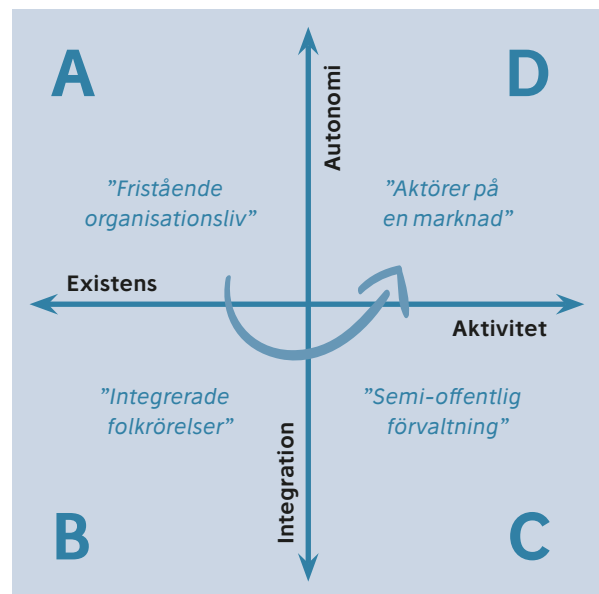 A
D
Autonomi
”Fristående
organisationsliv”
”Aktörer på
en marknad”
Existens
Aktivitet
”Integrerade
folkrörelser”
”Semi-offentlig
förvaltning”
Integration
B
C